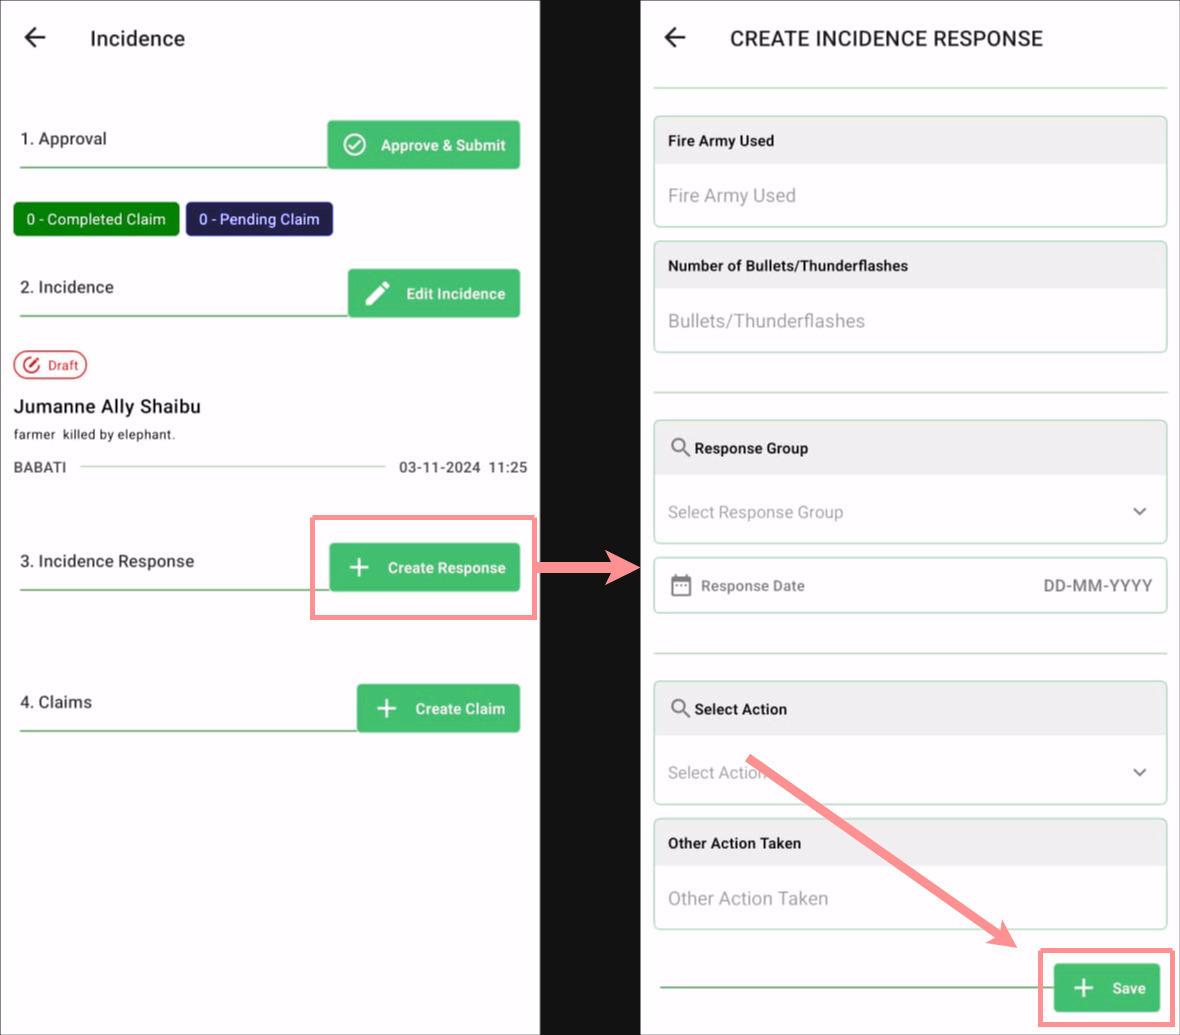 Incidence
1. Approval
Approve & Submit
0 - Completed Claim
0 - Pending Claim
2. Incidence
Edit Incidence
Draft
Jumanne Ally Shaibu
farmer killed by elephant.
BABATI
03-11-2024 11:25
3. Incidence Response
Create Response
4. Claims
Create Claim
CREATE INCIDENCE RESPONSE
Fire Army Used
Fire Army Used
Number of Bullets/Thunderflashes
Bullets/Thunderflashes
Response Group
Select Response Group
Response Date
DD-MM-YYYY
Select Action
Select Action
Other Action Taken
Other Action Taken
Save